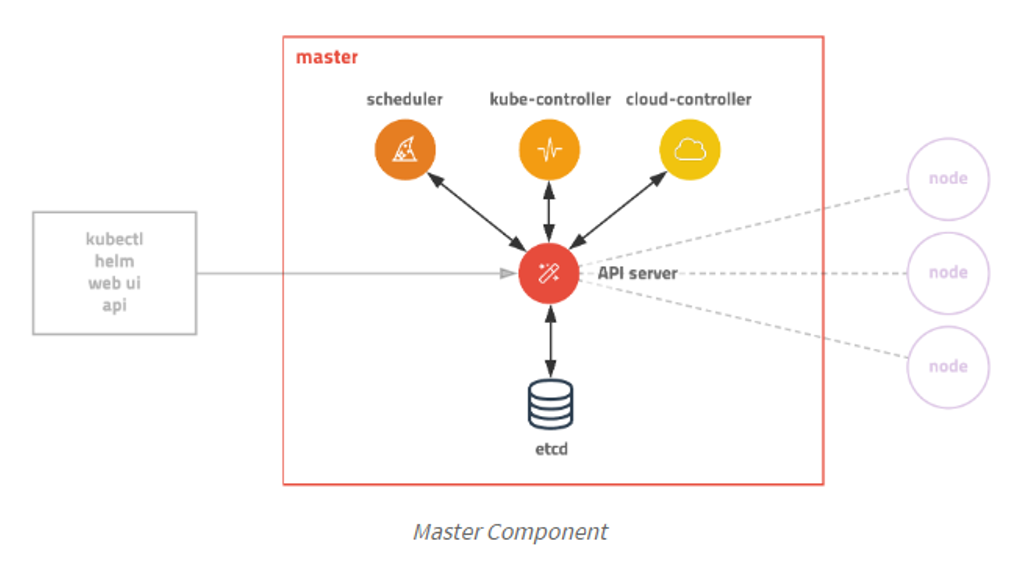 master
scheduler
kube-controller
cloud-controller
node
kubectl
helm
web ui
api
API server
node
node
etcd
Master Component